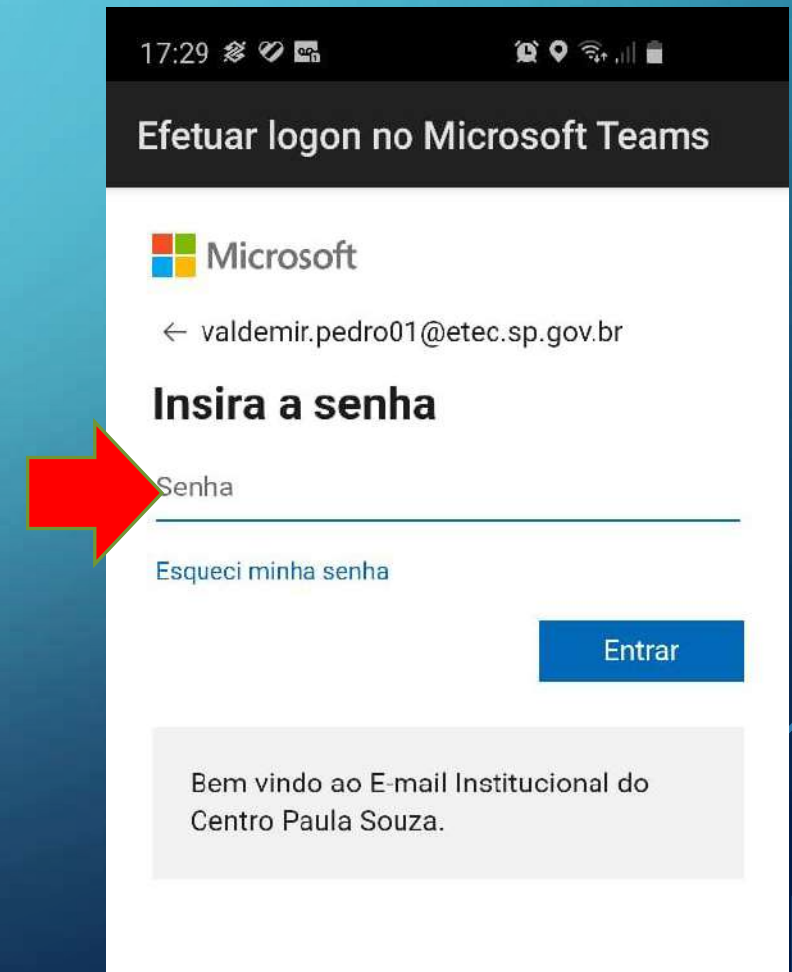 17:29
Efetuar logon no Microsoft Teams
Microsoft
← valdemir.pedro01@etec.sp.gov.br
Insira a senha
Senha
Esqueci minha senha
Entrar
Bem vindo ao E-mail Institucional do
Centro Paula Souza.